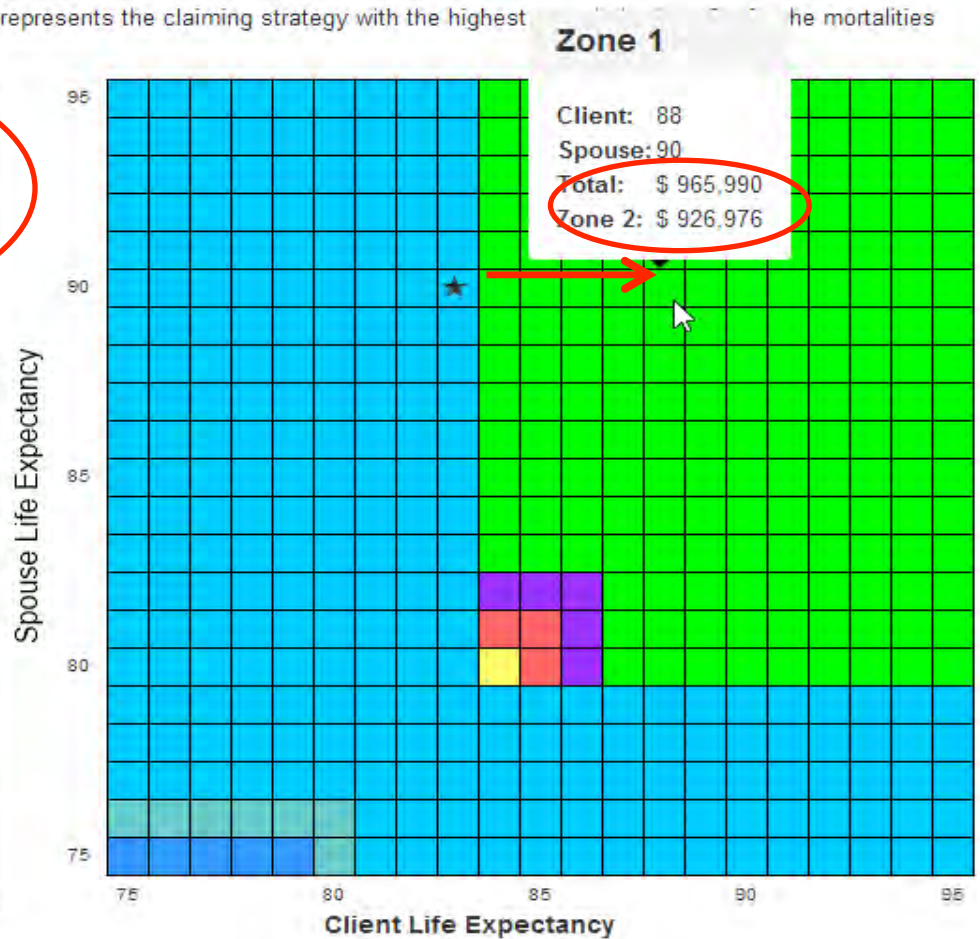 represents the claiming strategy with the highest he mortalities
Zone 1
Client: 88
Spouse: 90
Total: $ 965,990
Zone 2: $ 926,976
95
90
85
80
75
Spouse Life Expectancy
75 80 85 90 95
Client Life Expectancy